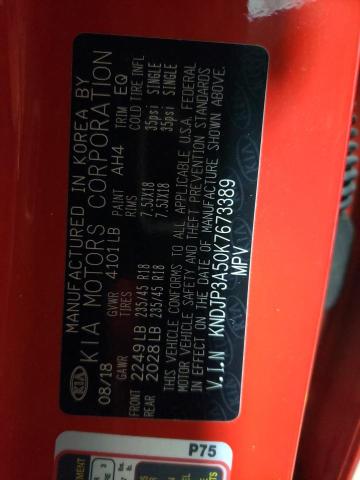 MANUFACTURED IN KOREA BY
KIA KIA MOTORS CORPORATION
08/18 GVWR 4101LB PAINT AH4 TRIM EQ
GAWR TIRES RIMS COLD TIRE INFL
FRONT 2249LB 235/45 R18 7.5JX18 35psi SINGLE
REAR 2028LB 235/45 R18 7.5JX18 35psi SINGLE
THIS VEHICLE CONFORMS TO ALL APPLICABLE U.S.A. FEDERAL
MOTOR VEHICLE SAFETY AND THEFT PREVENTION STANDARDS
IN EFFECT ON THE DATE OF MANUFACTURE SHOWN ABOVE.
V.I.N KNDJP3A50K7673389
MPV
P75